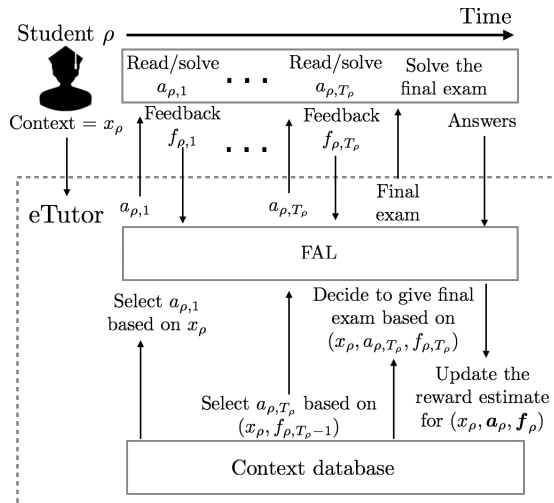 Time
Student ρ
Read/solve
a_{ρ,1}
. . .
Read/solve
a_{ρ,T_ρ}
Solve the
final exam
Context = x_ρ
Feedback
f_{ρ,1}
. . .
Feedback
f_{ρ,T_ρ}
Answers
eTutor
a_{ρ,1}
a_{ρ,T_ρ}
Final
exam
FAL
Select a_{ρ,1}
based on x_ρ
Decide to give final
exam based on
(x_ρ, a_{ρ,T_ρ}, f_{ρ,T_ρ})
Select a_{ρ,T_ρ} based on
(x_ρ, f_{ρ,T_ρ−1})
Update the
reward estimate
for (x_ρ, a_ρ, f_ρ)
Context database